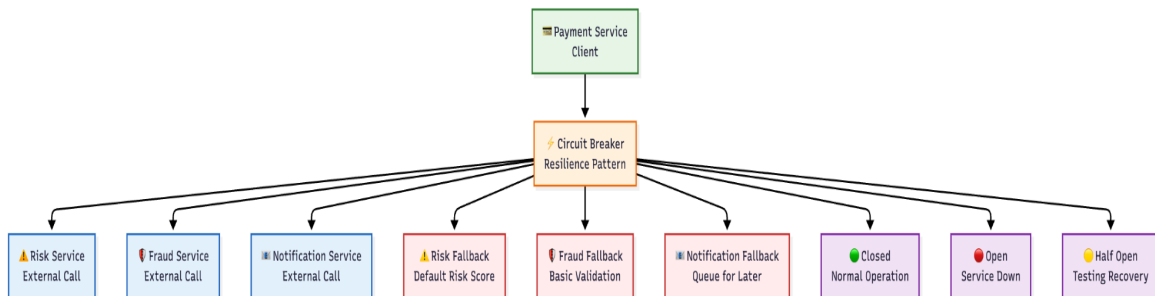 Payment Service
Client
Circuit Breaker
Resilience Pattern
Risk Service
External Call
Fraud Service
External Call
Notification Service
External Call
Risk Fallback
Default Risk Score
Fraud Fallback
Basic Validation
Notification Fallback
Queue for Later
Closed
Normal Operation
Open
Service Down
Half Open
Testing Recovery